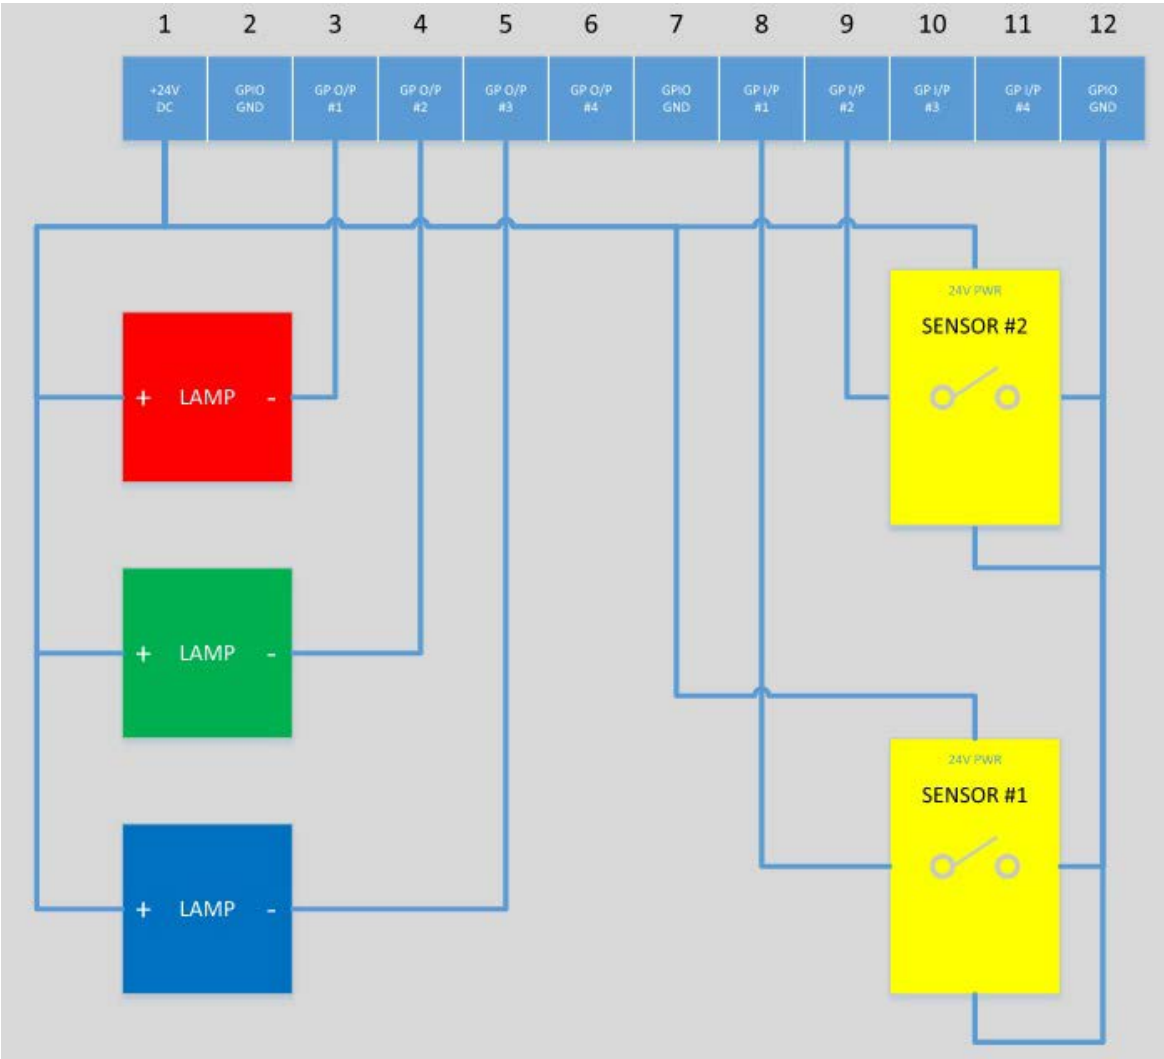 1 2 3 4 5 6 7 8 9 10 11 12
+24V DC
GPIO GND
GP O/P #1
GP O/P #2
GP O/P #3
GP O/P #4
GPIO GND
GP I/P #1
GP I/P #2
GP I/P #3
GP I/P #4
GPIO GND
24V PWR
SENSOR #2
+ LAMP -
+ LAMP -
24V PWR
SENSOR #1
+ LAMP -